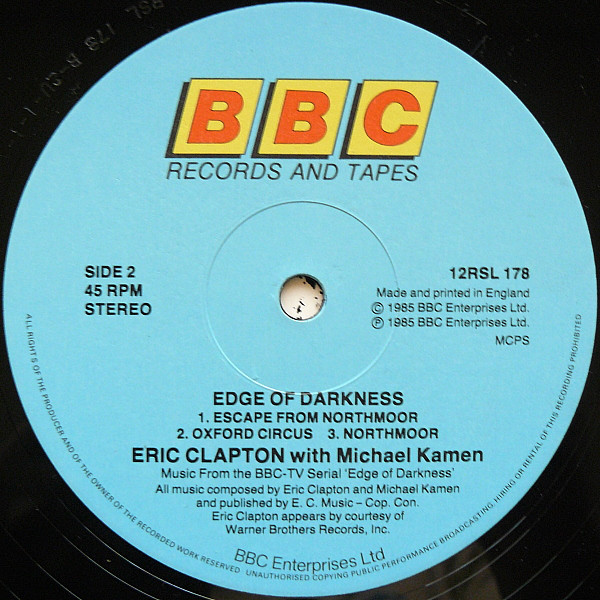 BBC
RECORDS AND TAPES
SIDE 2
45 RPM
STEREO
12RSL 178
Made and printed in England
© 1985 BBC Enterprises Ltd.
℗ 1985 BBC Enterprises Ltd.
MCPS
EDGE OF DARKNESS
1. ESCAPE FROM NORTHMOOR
2. OXFORD CIRCUS 3. NORTHMOOR
ERIC CLAPTON with Michael Kamen
Music From the BBC-TV Serial 'Edge of Darkness'
All music composed by Eric Clapton and Michael Kamen
and published by E. C. Music – Cop. Con.
Eric Clapton appears by courtesy of
Warner Brothers Records, Inc.
BBC Enterprises Ltd
ALL RIGHTS OF THE PRODUCER AND OF THE OWNER OF THE RECORDED WORK RESERVED · UNAUTHORISED COPYING PUBLIC PERFORMANCE BROADCASTING, HIRING OR RENTAL OF THIS RECORDING PROHIBITED
RSL 178 B